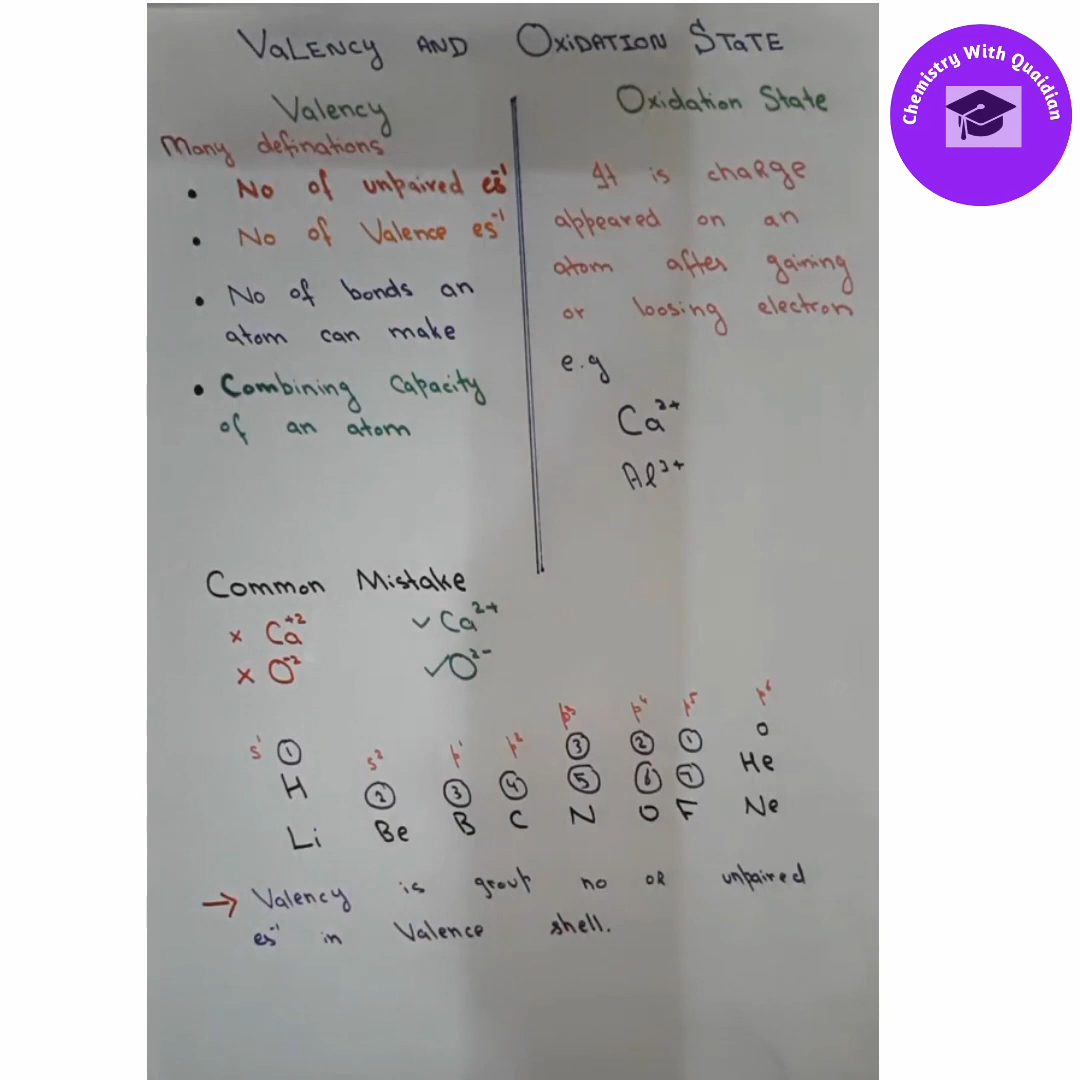 VaLENCY AND OxiDATION STaTE
Valency
Many definations
• No of unpaired es⁻¹
• No of Valence es⁻¹
• No of bonds an
atom can make
• Combining Capacity
of an atom
Oxidation State
It is charge
appeared on an
atom after gaining
or loosing electron
e.g
Ca²⁺
Al³⁺
Common Mistake
× Ca⁺² ✓ Ca²⁺
× O⁻² ✓ O²⁻
p³ p⁴ p⁵ p⁶
s¹ ① s² p¹ p² ③ ② ① 0
H ② ③ ④ ⑤ ⑥ ⑦ He
Li Be B C N O F Ne
→ Valency is group no OR unpaired
es⁻¹ in Valence shell.
Chemistry With Quaidian